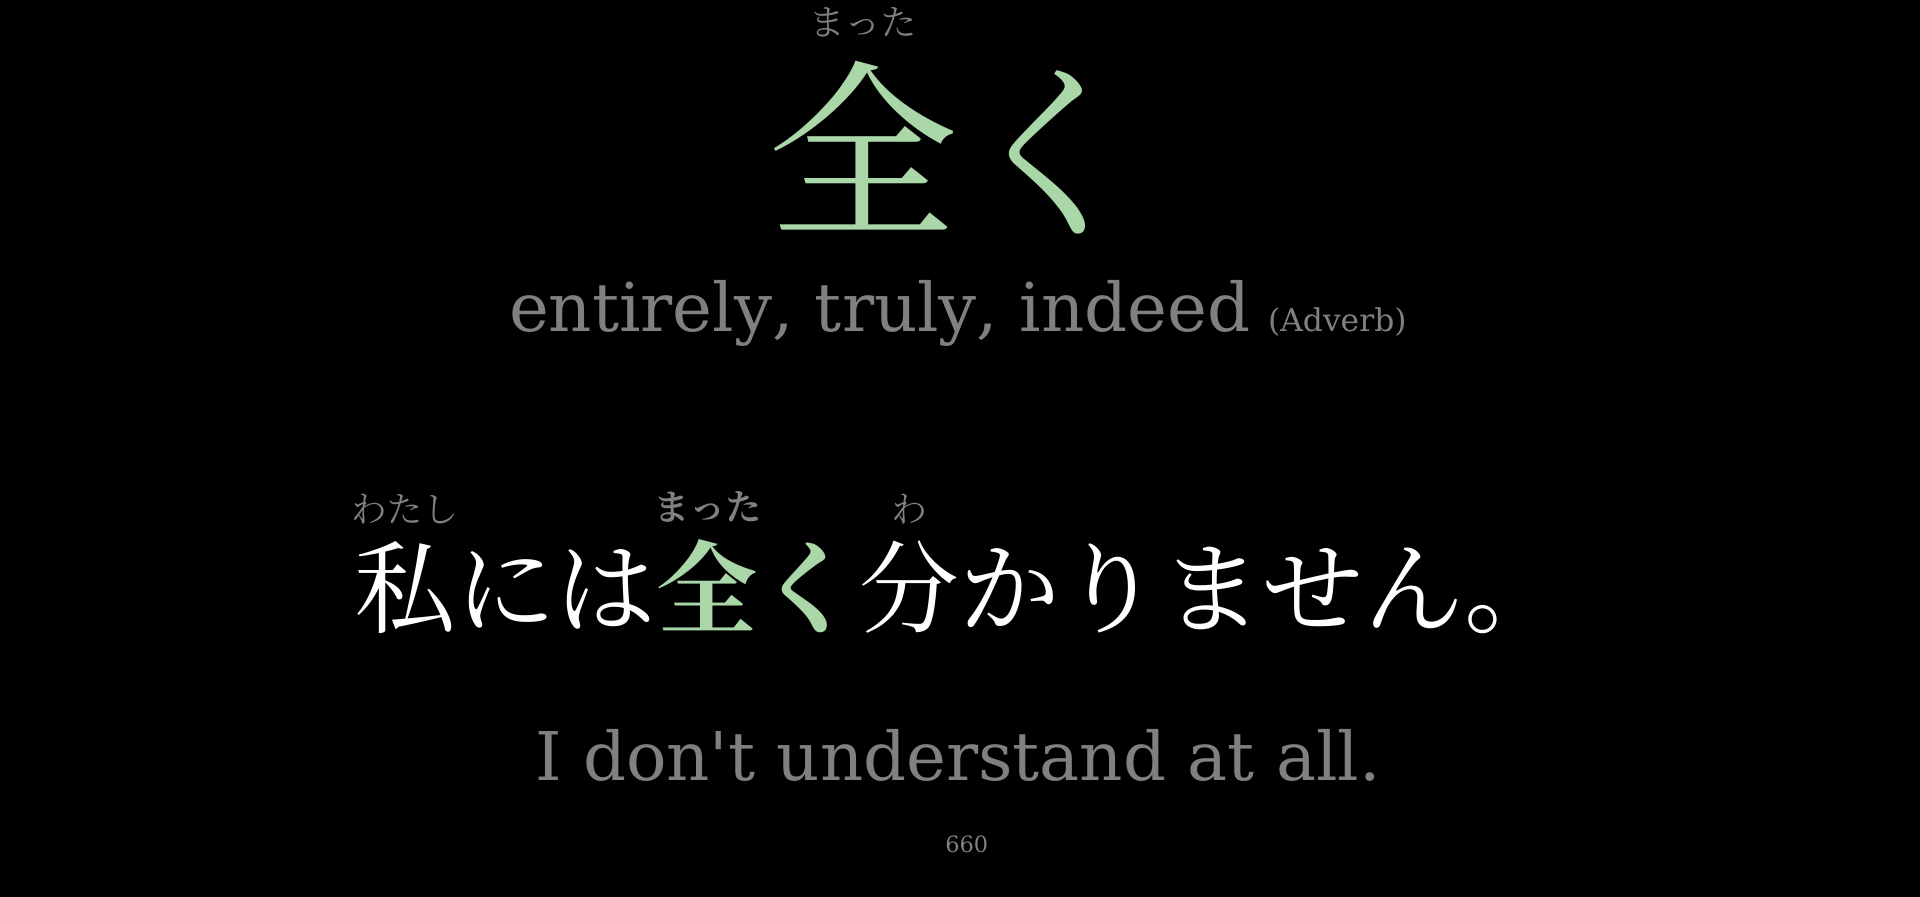 まった
全く
entirely, truly, indeed (Adverb)
わたし まった わ
私には全く分かりません。
I don't understand at all.
660